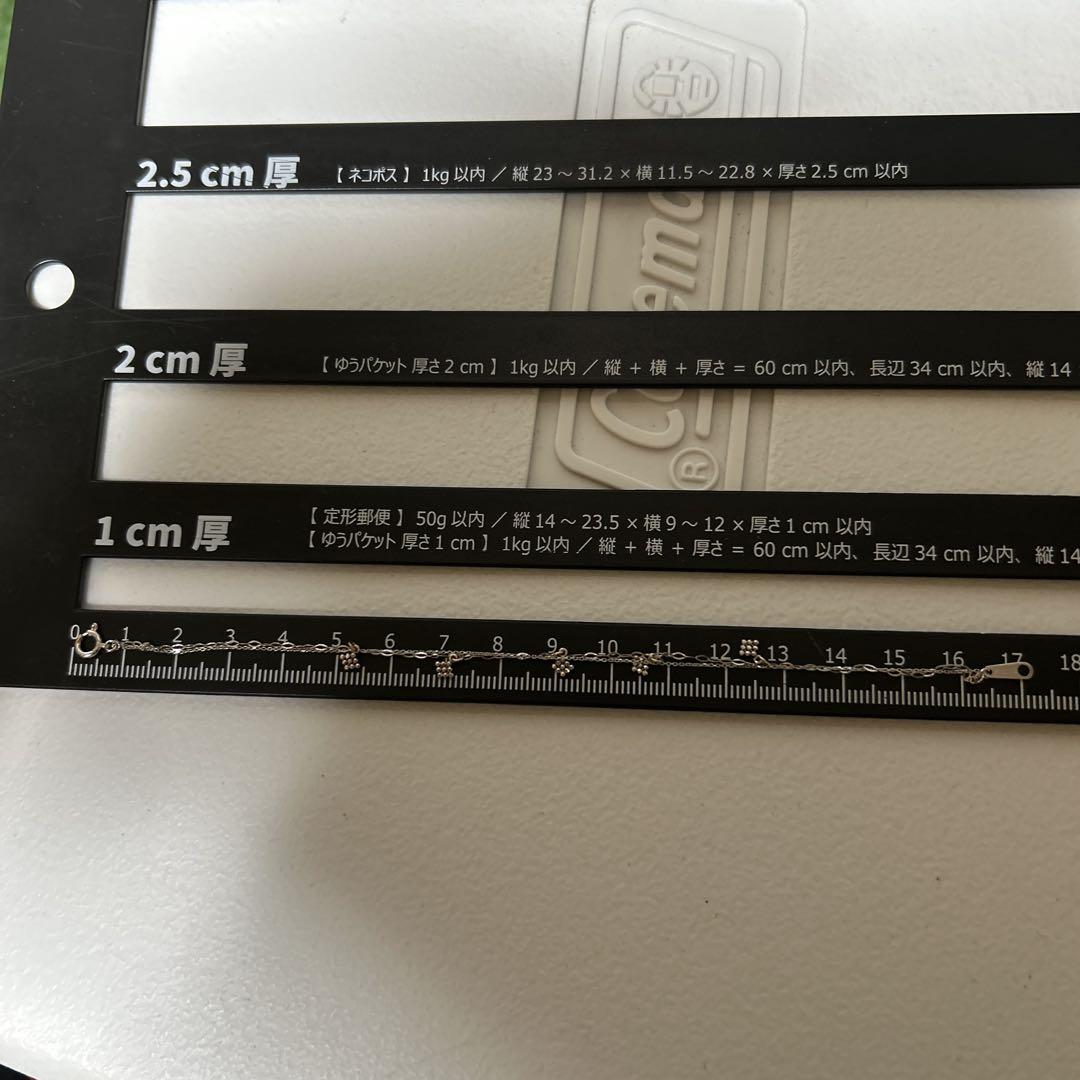 2.5 cm 厚
【 ネコポス 】 1kg 以内 ／ 縦 23 ～ 31.2 × 横 11.5 ～ 22.8 × 厚さ 2.5 cm 以内
2 cm 厚
【 ゆうパケット 厚さ 2 cm 】 1kg 以内 ／ 縦 + 横 + 厚さ = 60 cm 以内、長辺 34 cm 以内、縦 14
Colema
®
1 cm 厚
【 定形郵便 】 50g 以内 ／ 縦 14 ～ 23.5 × 横 9 ～ 12 × 厚さ 1 cm 以内
【 ゆうパケット 厚さ 1 cm 】 1kg 以内 ／ 縦 + 横 + 厚さ = 60 cm 以内、長辺 34 cm 以内、縦 14
0 1 2 3 4 5 6 7 8 9 10 11 12 13 14 15 16 17 18